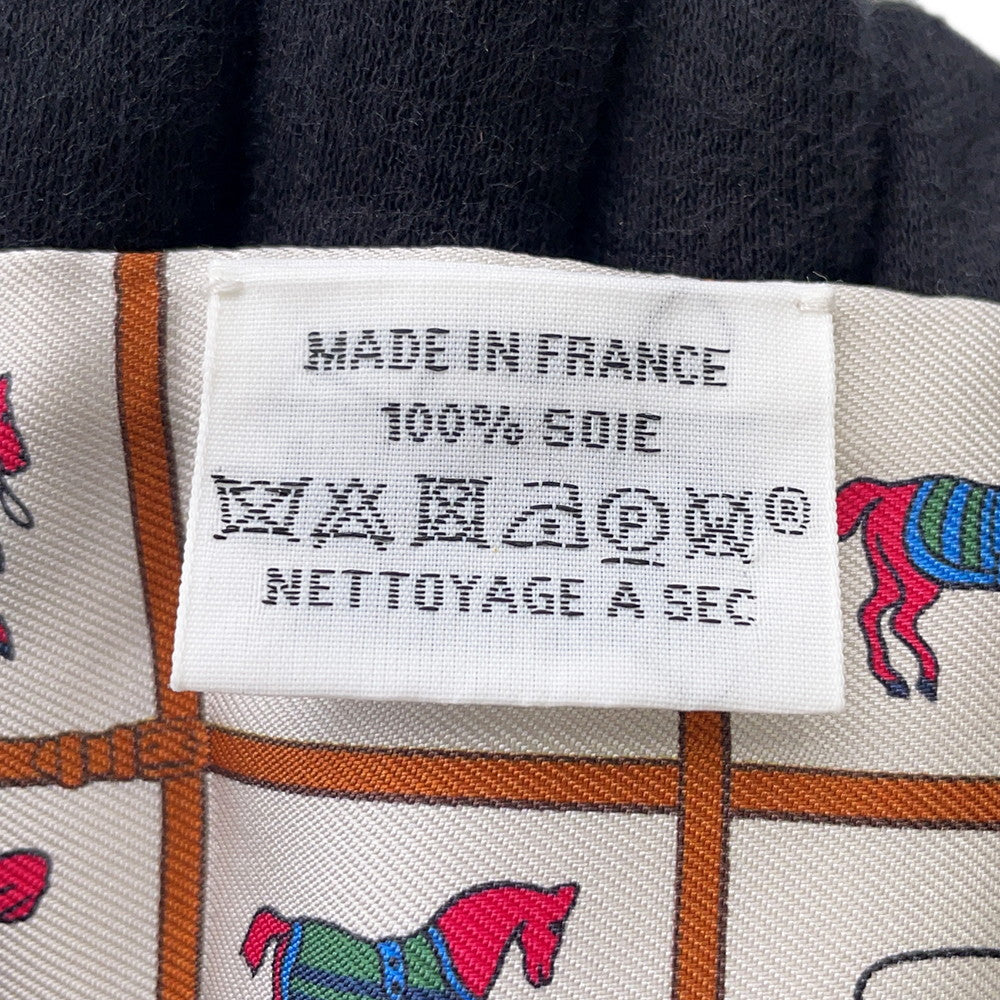 MADE IN FRANCE
100% SOIE
P W ®
NETTOYAGE A SEC